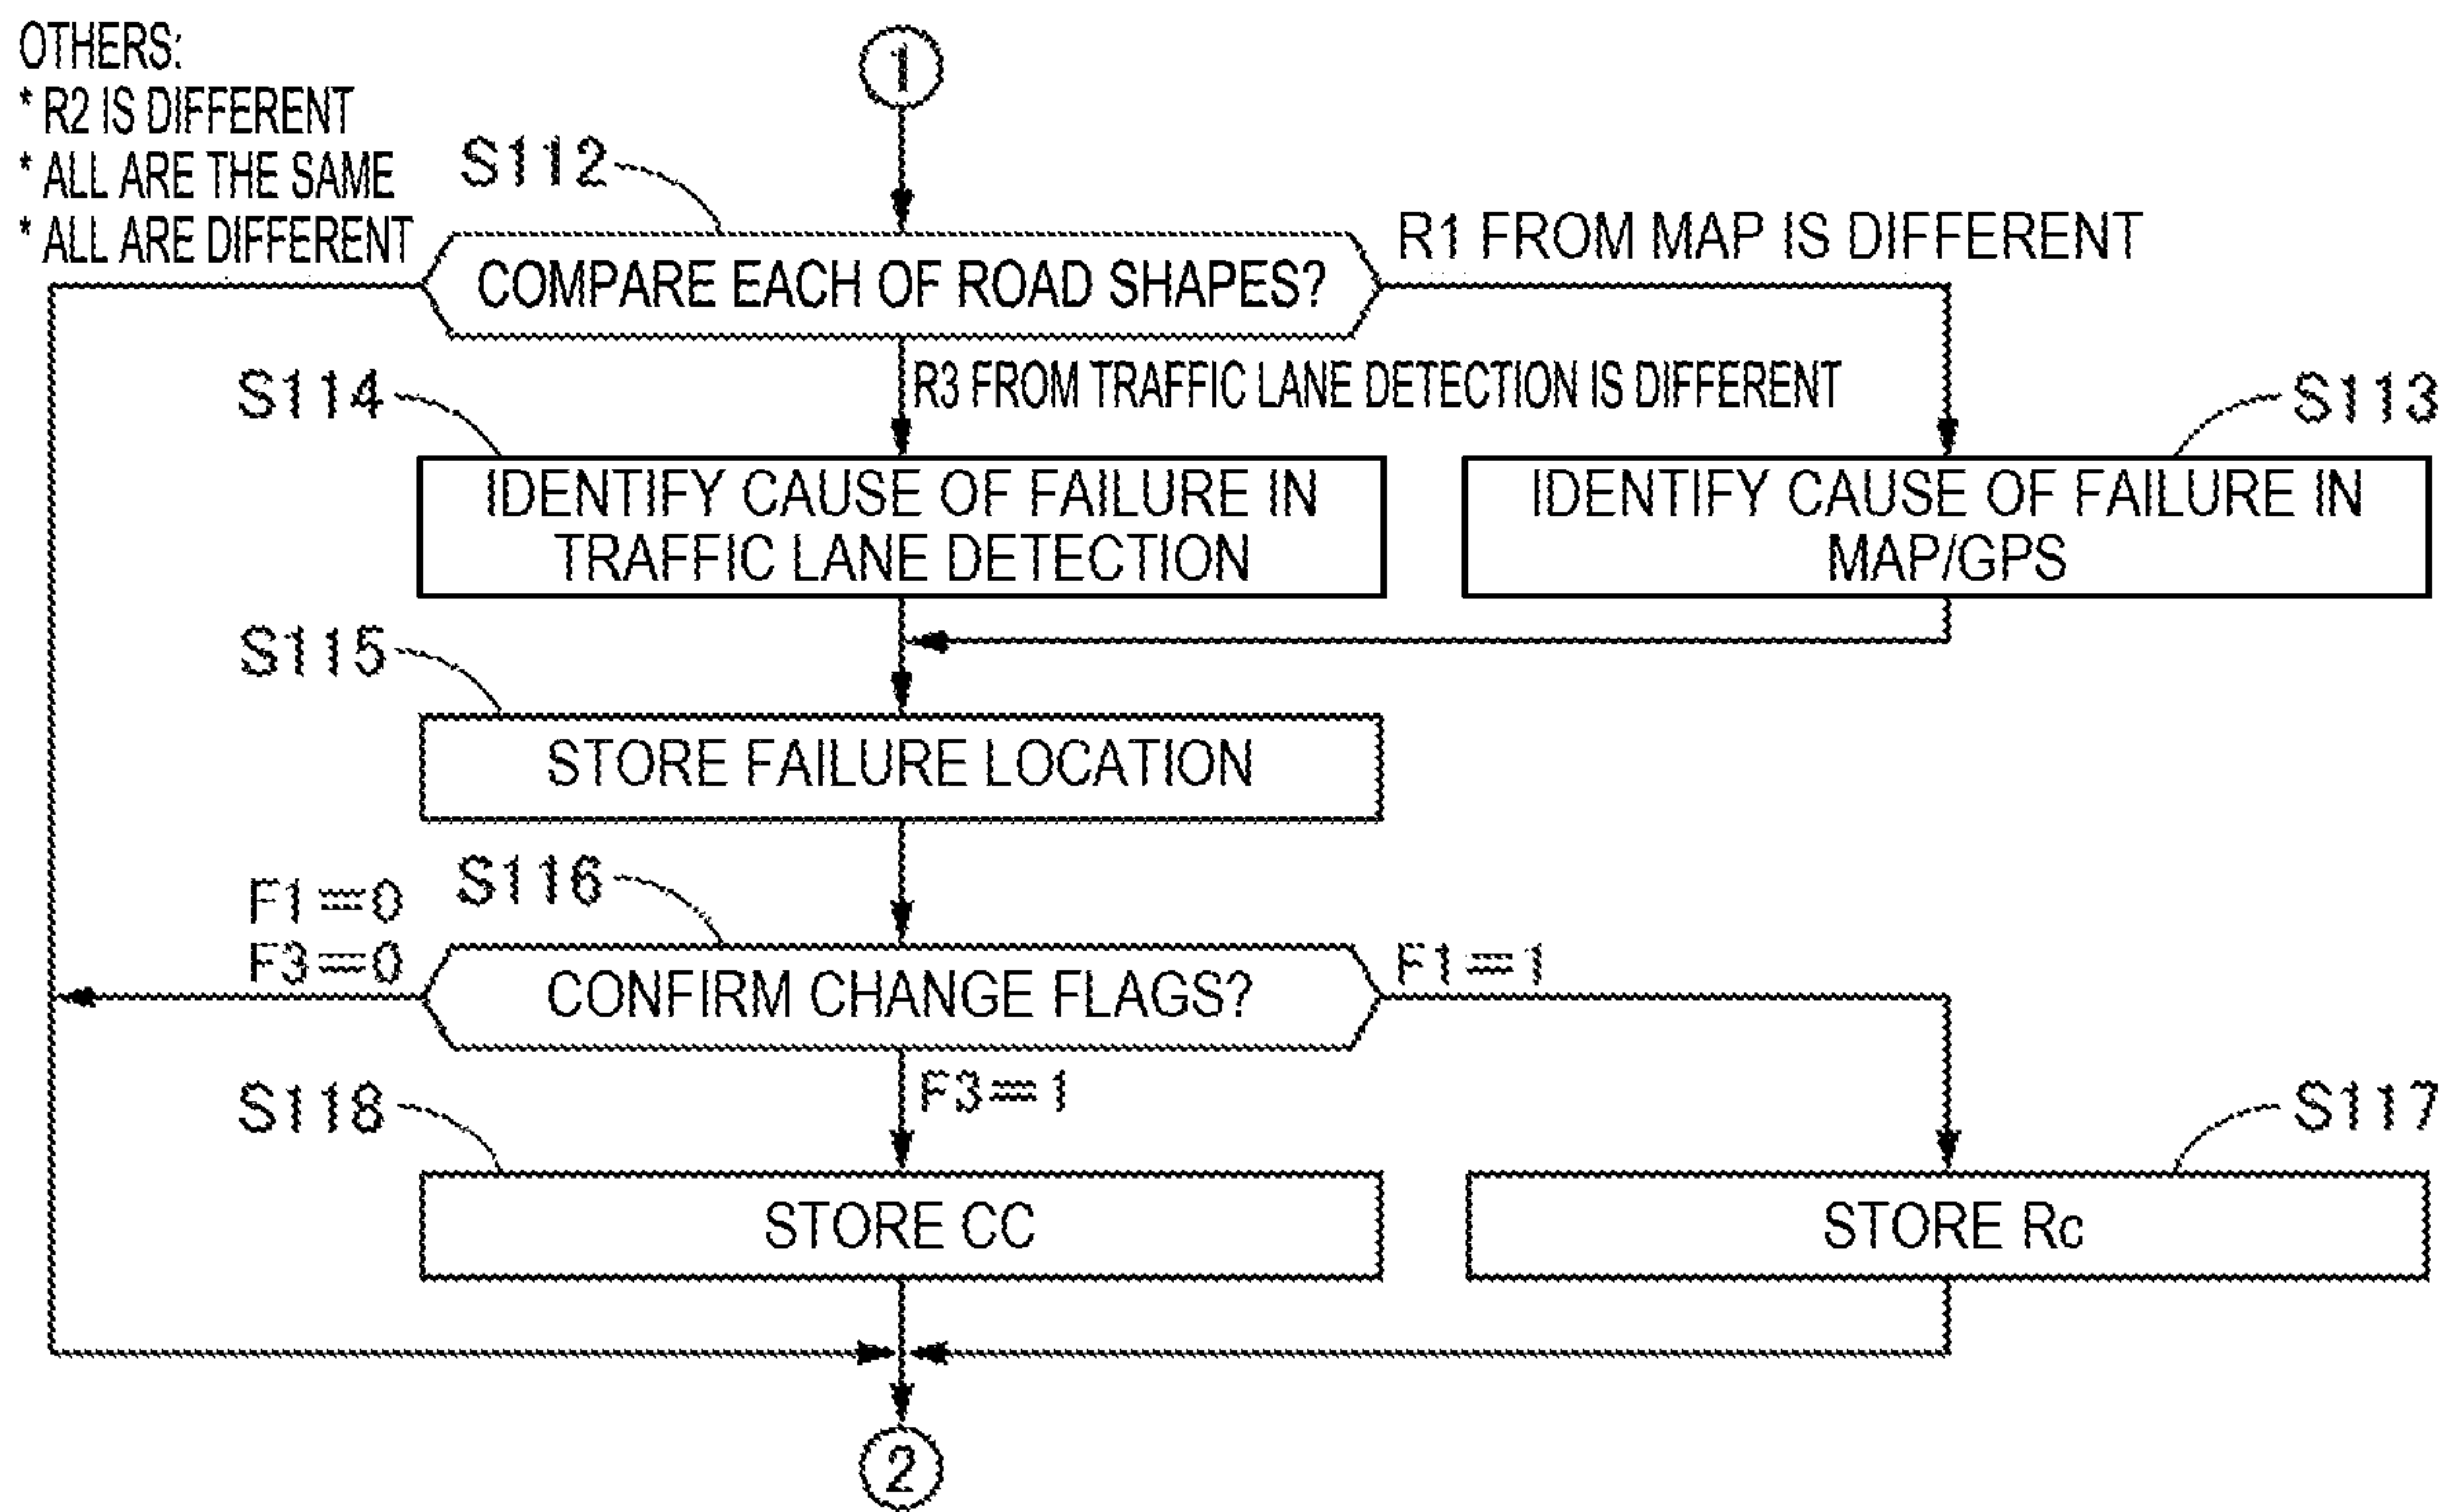 OTHERS:
* R2 IS DIFFERENT
* ALL ARE THE SAME
* ALL ARE DIFFERENT
1
S112
COMPARE EACH OF ROAD SHAPES?
R1 FROM MAP IS DIFFERENT
R3 FROM TRAFFIC LANE DETECTION IS DIFFERENT
S114
IDENTIFY CAUSE OF FAILURE IN
TRAFFIC LANE DETECTION
S113
IDENTIFY CAUSE OF FAILURE IN
MAP/GPS
S115
STORE FAILURE LOCATION
S116
F1=0
F3=0
CONFIRM CHANGE FLAGS?
F1=1
F3=1
S118
STORE CC
S117
STORE Rc
2